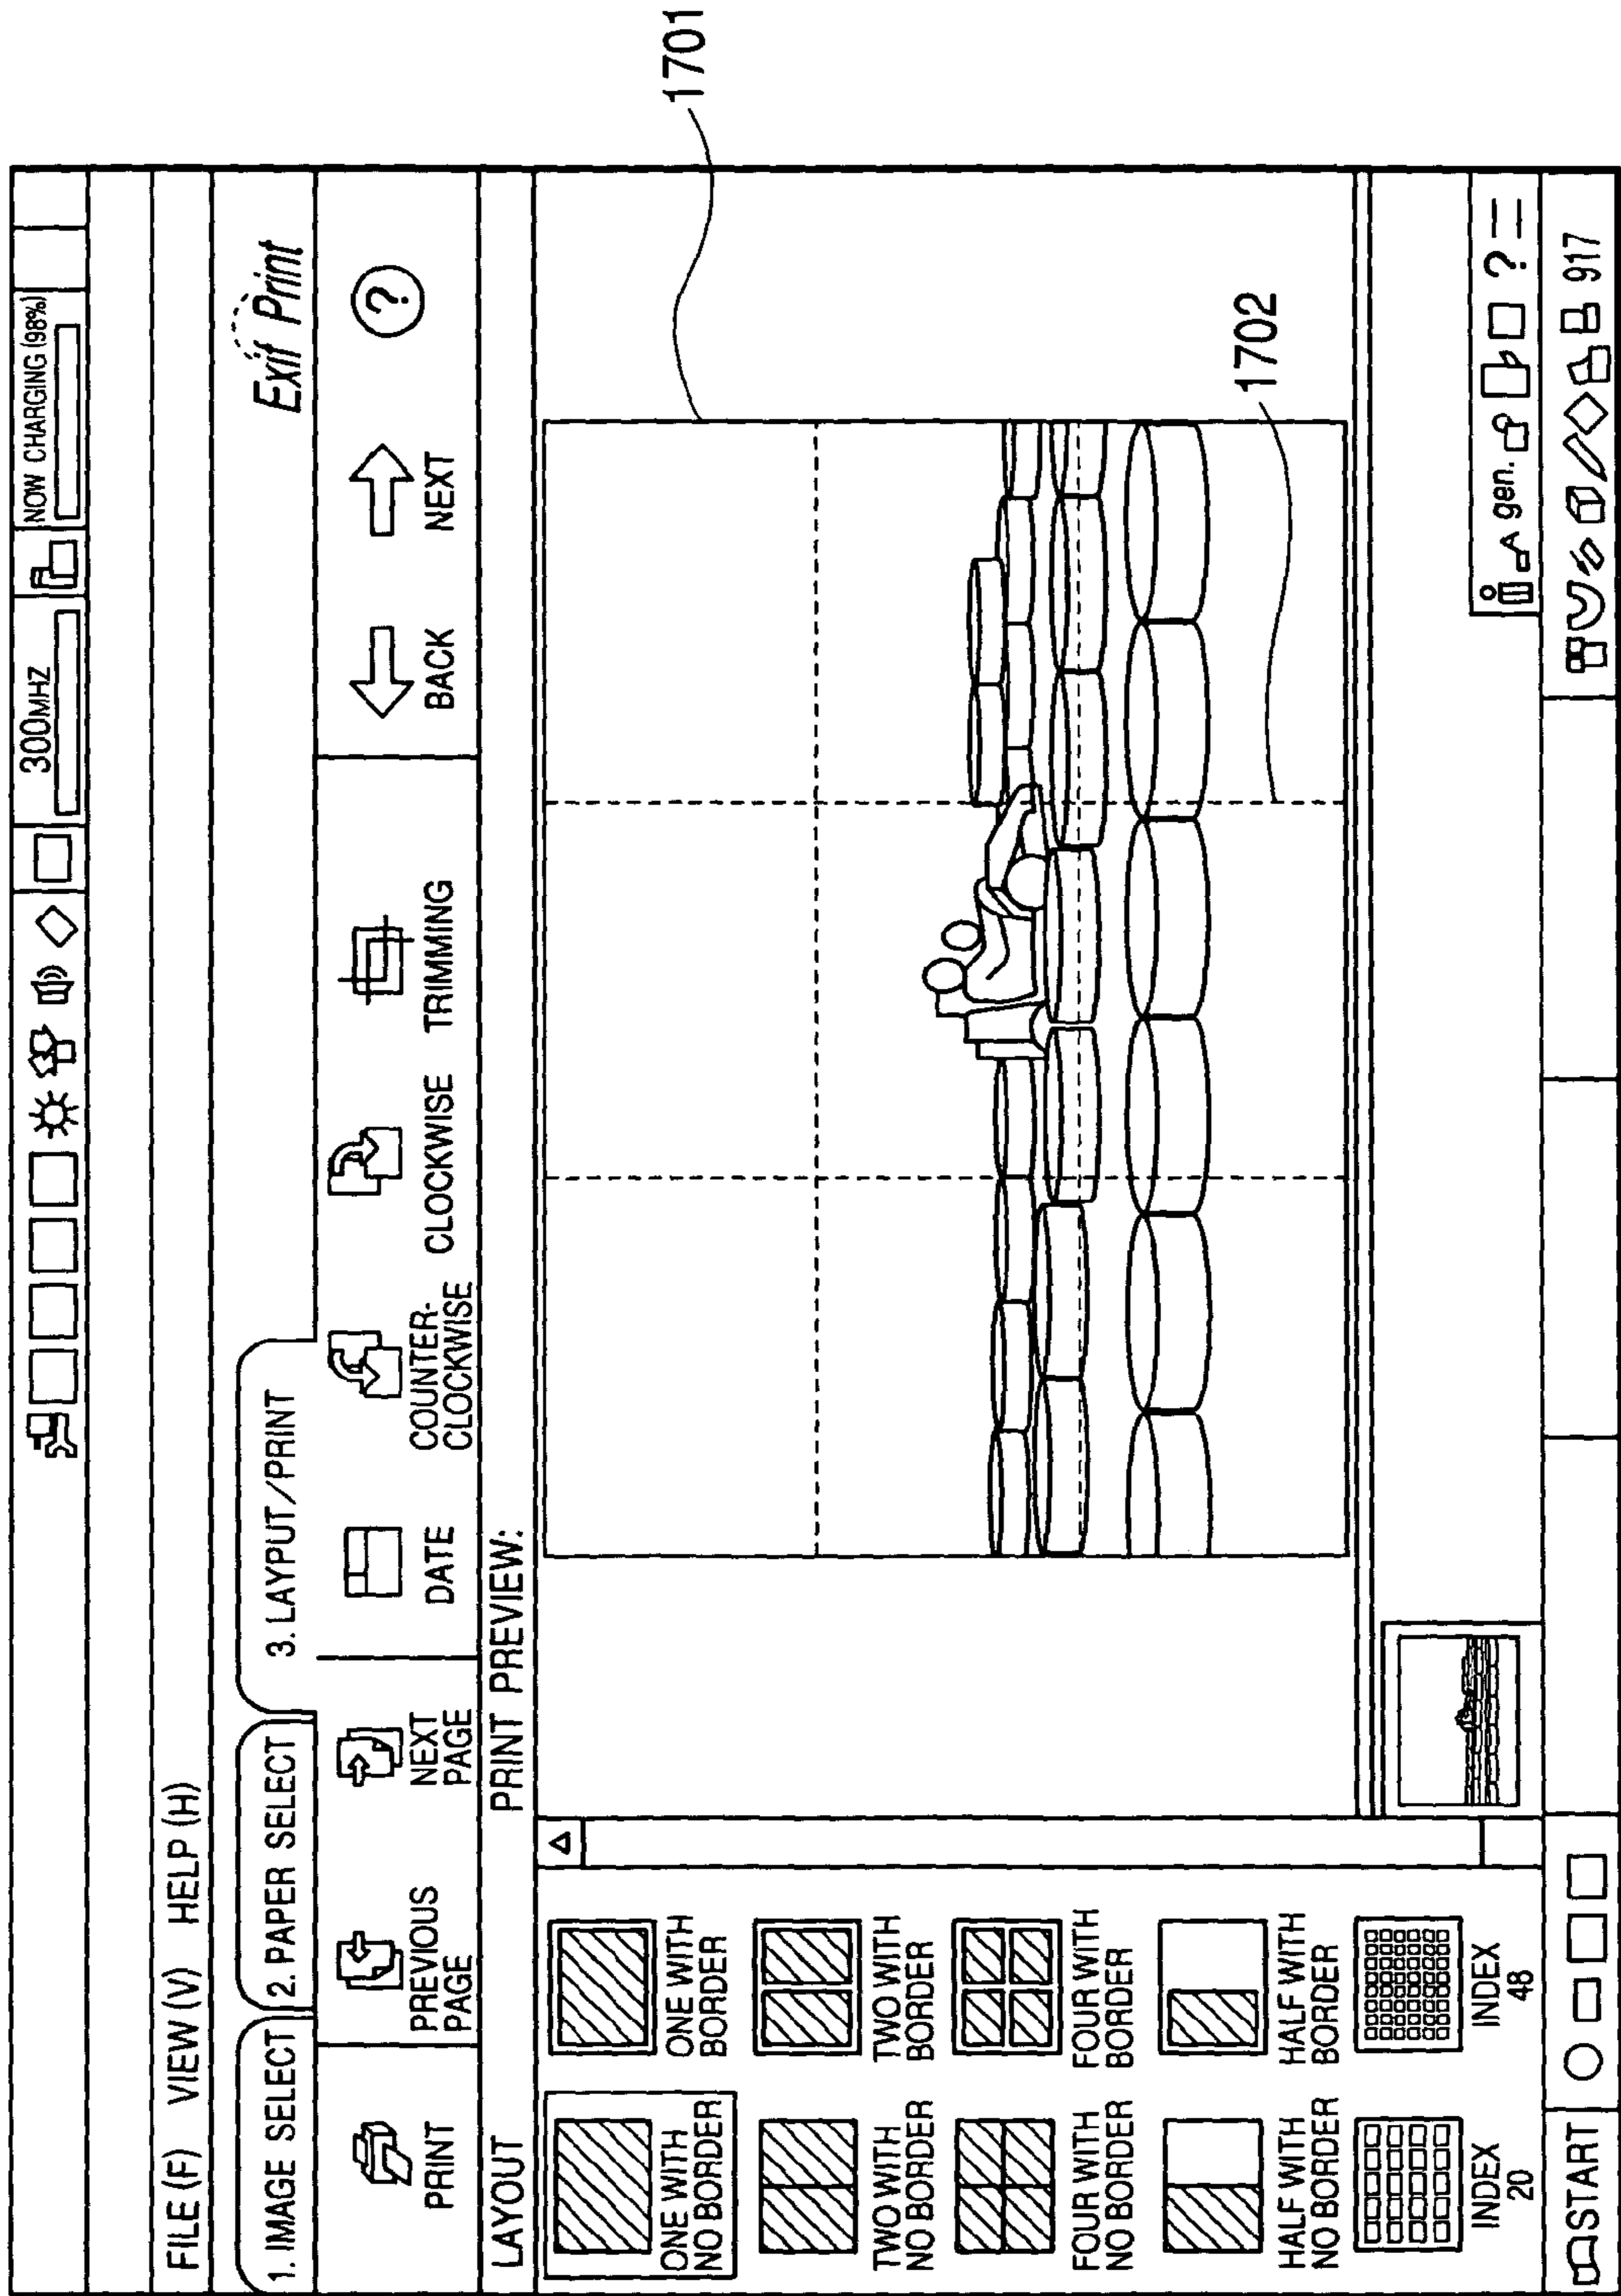 300MHZ
NOW CHARGING (98%)
FILE (F) VIEW (V) HELP (H)
1. IMAGE SELECT
2. PAPER SELECT
3. LAYPUT/PRINT
Exif Print
PRINT
PREVIOUS
PAGE
NEXT
PAGE
DATE
COUNTER-
CLOCKWISE
CLOCKWISE
TRIMMING
BACK
NEXT
?
LAYOUT
PRINT PREVIEW:
ONE WITH
NO BORDER
ONE WITH
BORDER
TWO WITH
NO BORDER
TWO WITH
BORDER
FOUR WITH
NO BORDER
FOUR WITH
BORDER
HALF WITH
NO BORDER
HALF WITH
BORDER
INDEX
20
INDEX
48
1701
1702
A gen. ?
START
917